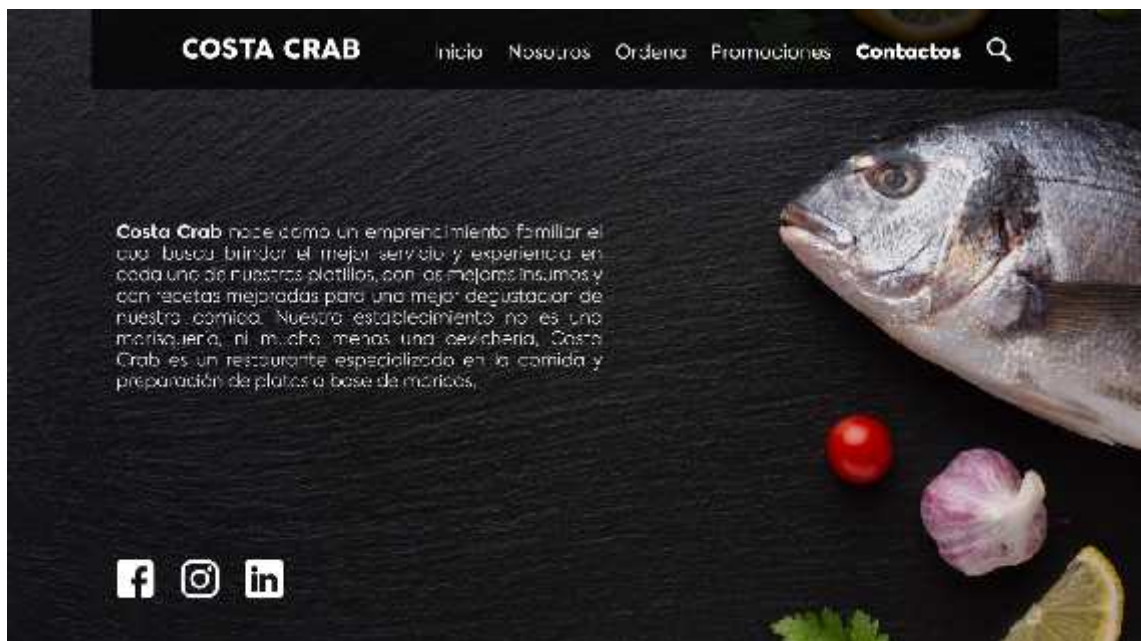 COSTA CRAB
Inicio Nosotros Ordena Promociones Contactos
Costa Crab nace como un emprendimiento familiar el
cual busca brindar el mejor servicio y experiencia en
cada uno de nuestros platillos, con los mejores insumos y
con recetas mejoradas para una mejor degustación de
nuestra comida. Nuestro establecimiento no es una
marisquería, ni mucho menos una cevichería, Costa
Crab es un restaurante especializado en la comida y
preparación de platos a base de maricos.